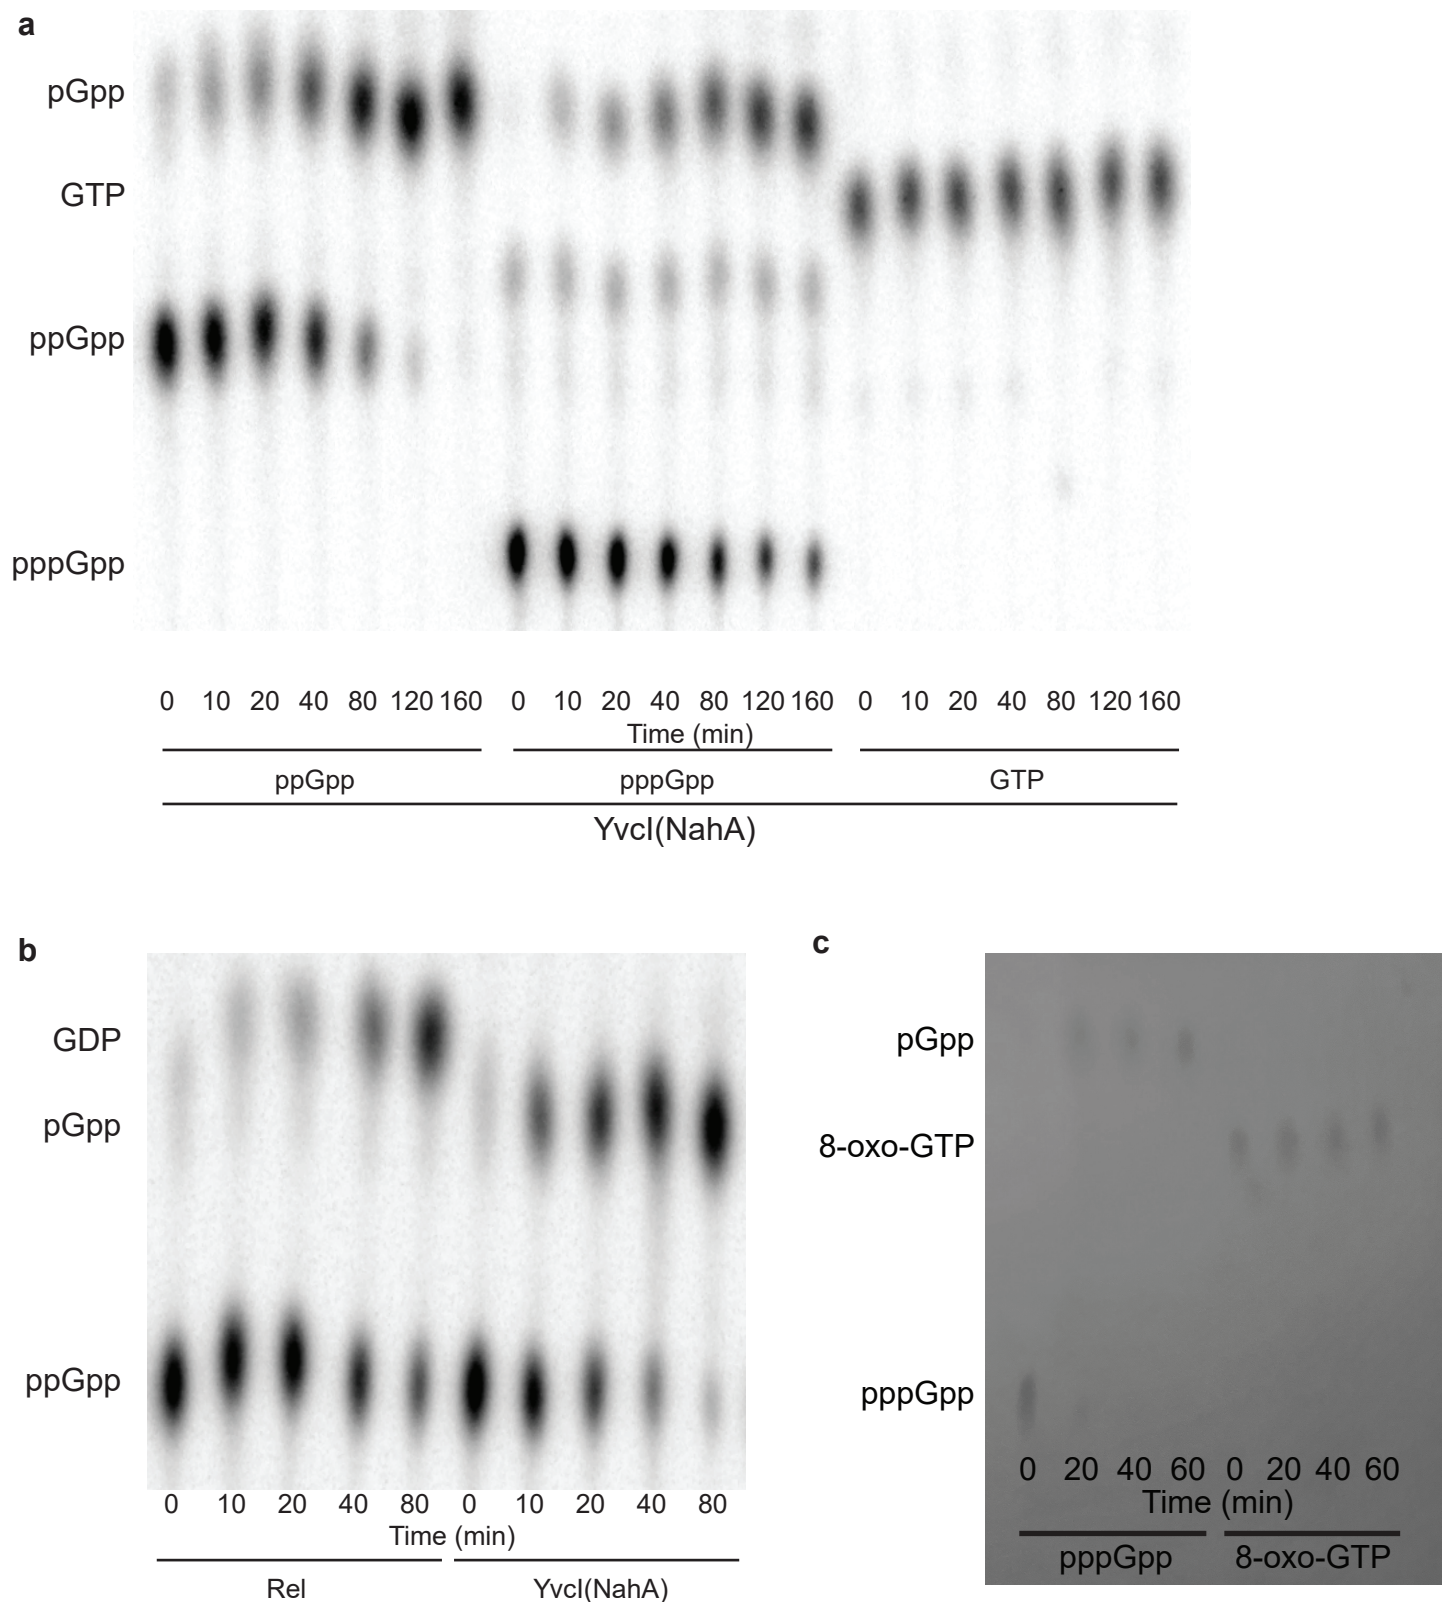 a
pGpp
GTP
ppGpp
pppGpp
0 10 20 40 80 120 160 0 10 20 40 80 120 160 0 10 20 40 80 120 160
Time (min)
ppGpp pppGpp GTP
YvcI(NahA)
b
GDP
pGpp
ppGpp
0 10 20 40 80 0 10 20 40 80
Time (min)
Rel YvcI(NahA)
c
pGpp
8-oxo-GTP
pppGpp
0 20 40 60 0 20 40 60
Time (min)
pppGpp 8-oxo-GTP